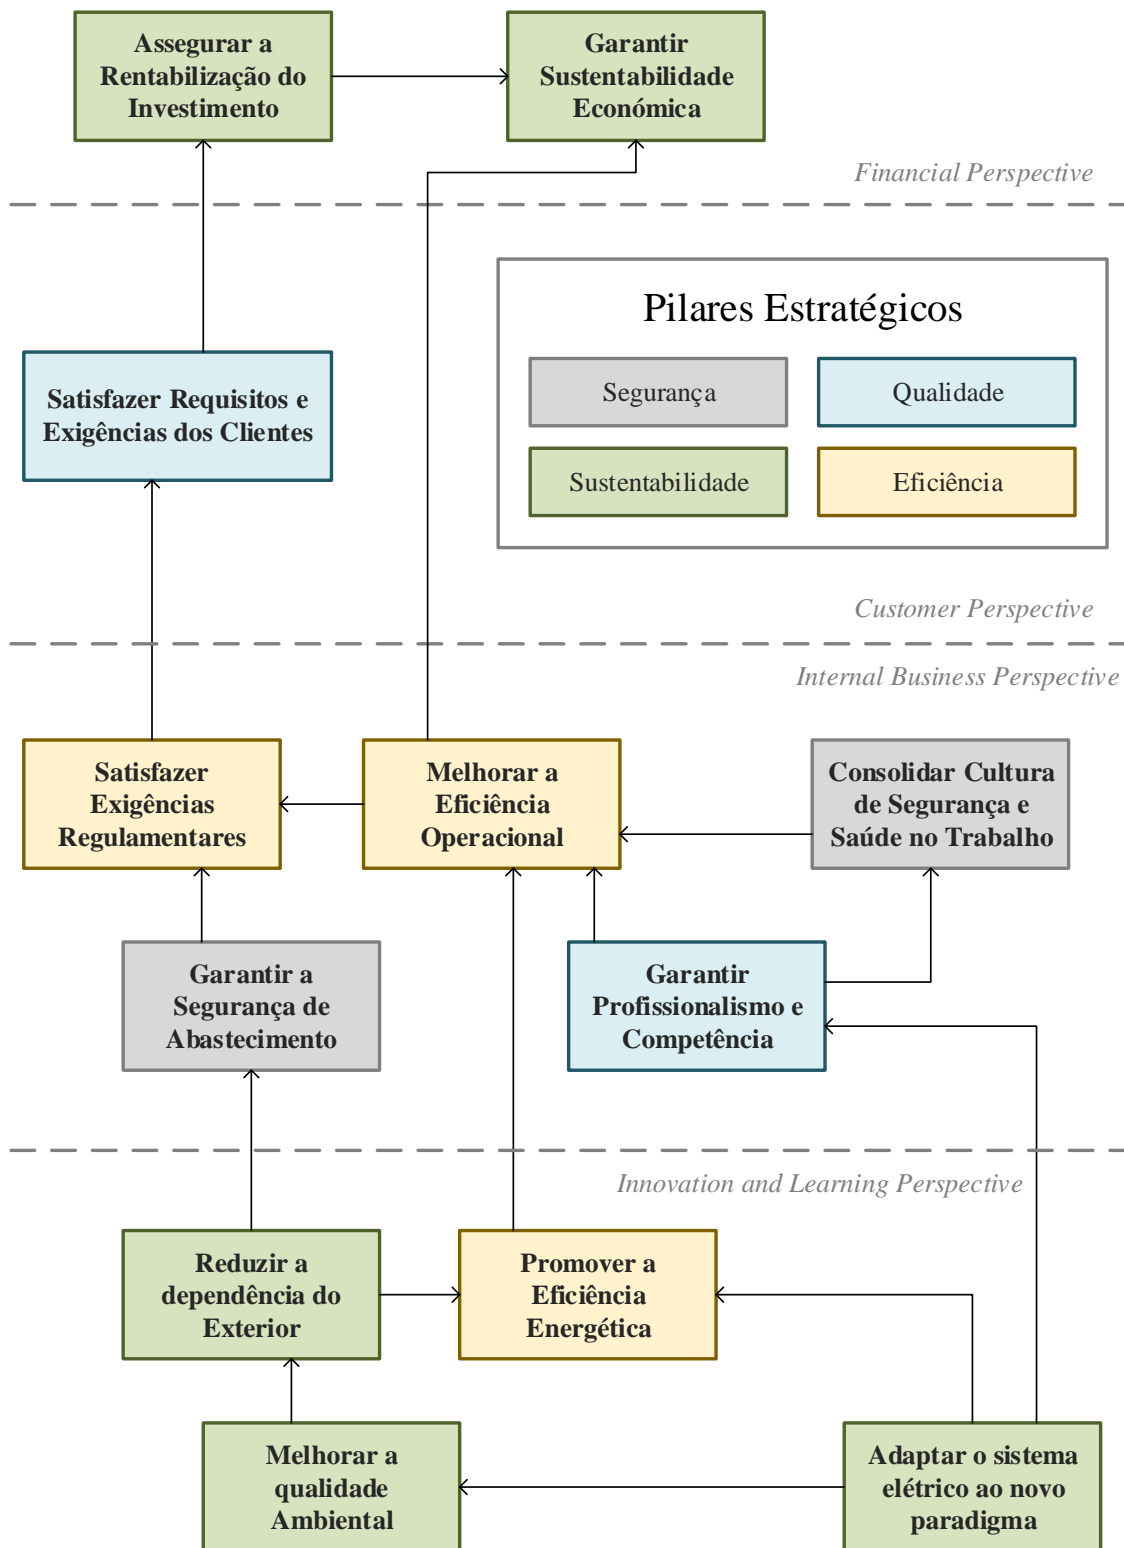 Assegurar a
Rentabilização do
Investimento
Garantir
Sustentabilidade
Económica
Financial Perspective
Pilares Estratégicos
Segurança
Qualidade
Sustentabilidade
Eficiência
Satisfazer Requisitos e
Exigências dos Clientes
Customer Perspective
Internal Business Perspective
Satisfazer
Exigências
Regulamentares
Melhorar a
Eficiência
Operacional
Consolidar Cultura
de Segurança e
Saúde no Trabalho
Garantir a
Segurança de
Abastecimento
Garantir
Profissionalismo e
Competência
Innovation and Learning Perspective
Reduzir a
dependência do
Exterior
Promover a
Eficiência
Energética
Melhorar a
qualidade
Ambiental
Adaptar o sistema
elétrico ao novo
paradigma